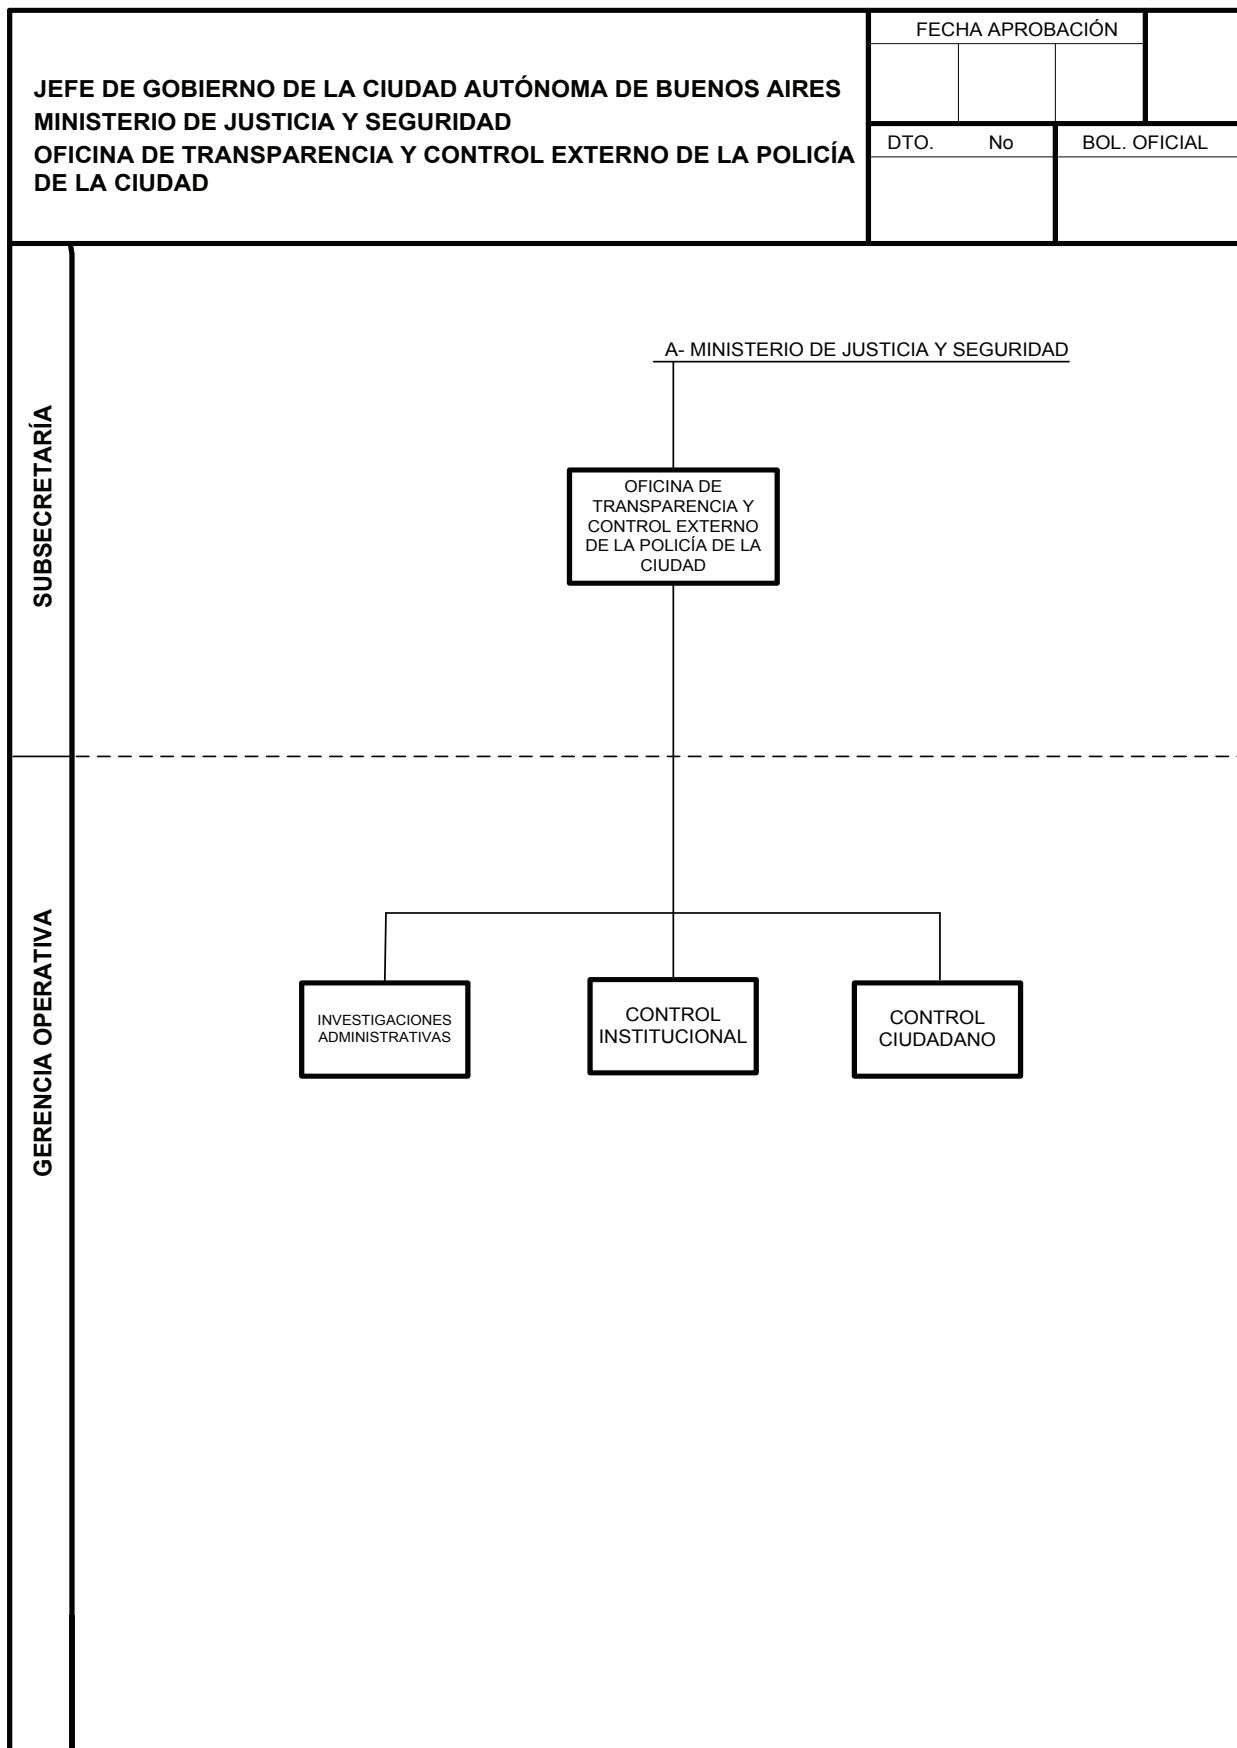 JEFE DE GOBIERNO DE LA CIUDAD AUTÓNOMA DE BUENOS AIRES
MINISTERIO DE JUSTICIA Y SEGURIDAD
OFICINA DE TRANSPARENCIA Y CONTROL EXTERNO DE LA POLICÍA
DE LA CIUDAD
FECHA APROBACIÓN
DTO. No
BOL. OFICIAL
SUBSECRETARÍA
A- MINISTERIO DE JUSTICIA Y SEGURIDAD
OFICINA DE
TRANSPARENCIA Y
CONTROL EXTERNO
DE LA POLICÍA DE LA
CIUDAD
GERENCIA OPERATIVA
INVESTIGACIONES
ADMINISTRATIVAS
CONTROL
INSTITUCIONAL
CONTROL
CIUDADANO